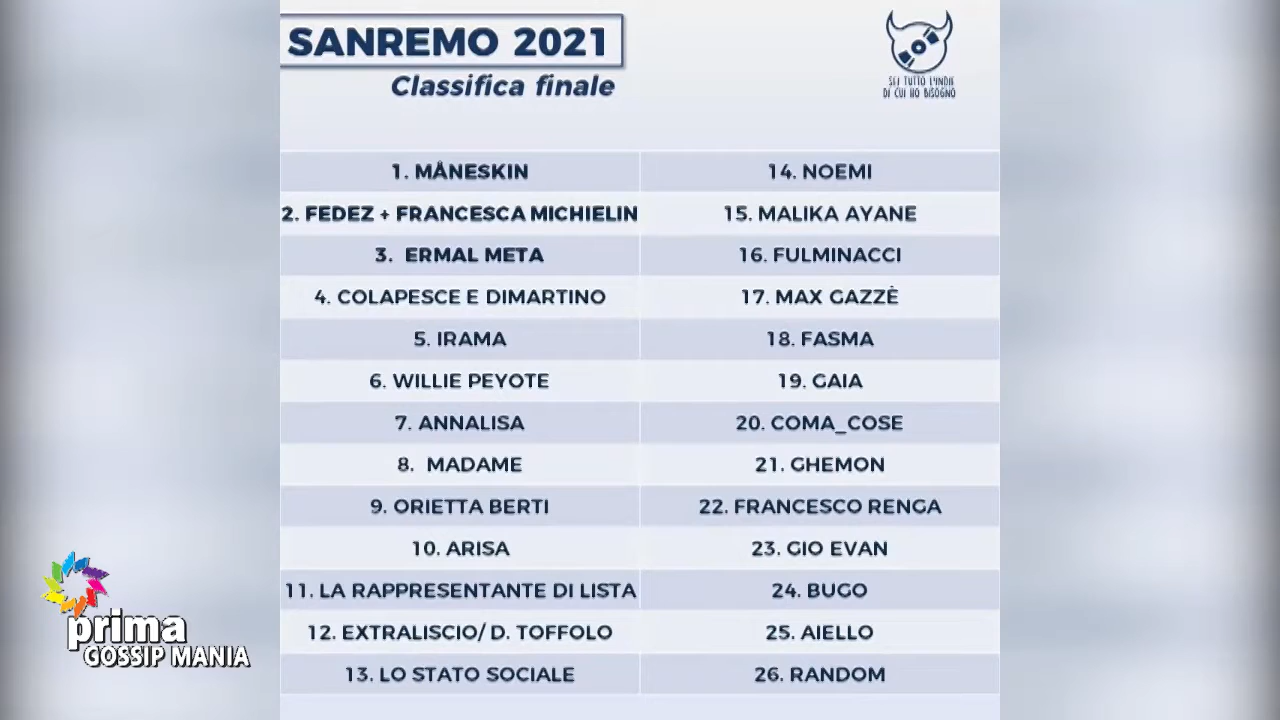 SANREMO 2021
Classifica finale
SEI TUTTO L'INDIE
DI CUI HO BISOGNO
1. MÅNESKIN
2. FEDEZ + FRANCESCA MICHIELIN
3. ERMAL META
4. COLAPESCE E DIMARTINO
5. IRAMA
6. WILLIE PEYOTE
7. ANNALISA
8. MADAME
9. ORIETTA BERTI
10. ARISA
11. LA RAPPRESENTANTE DI LISTA
12. EXTRALISCIO/ D. TOFFOLO
13. LO STATO SOCIALE
14. NOEMI
15. MALIKA AYANE
16. FULMINACCI
17. MAX GAZZÈ
18. FASMA
19. GAIA
20. COMA_COSE
21. GHEMON
22. FRANCESCO RENGA
23. GIO EVAN
24. BUGO
25. AIELLO
26. RANDOM
prima
GOSSIP MANIA